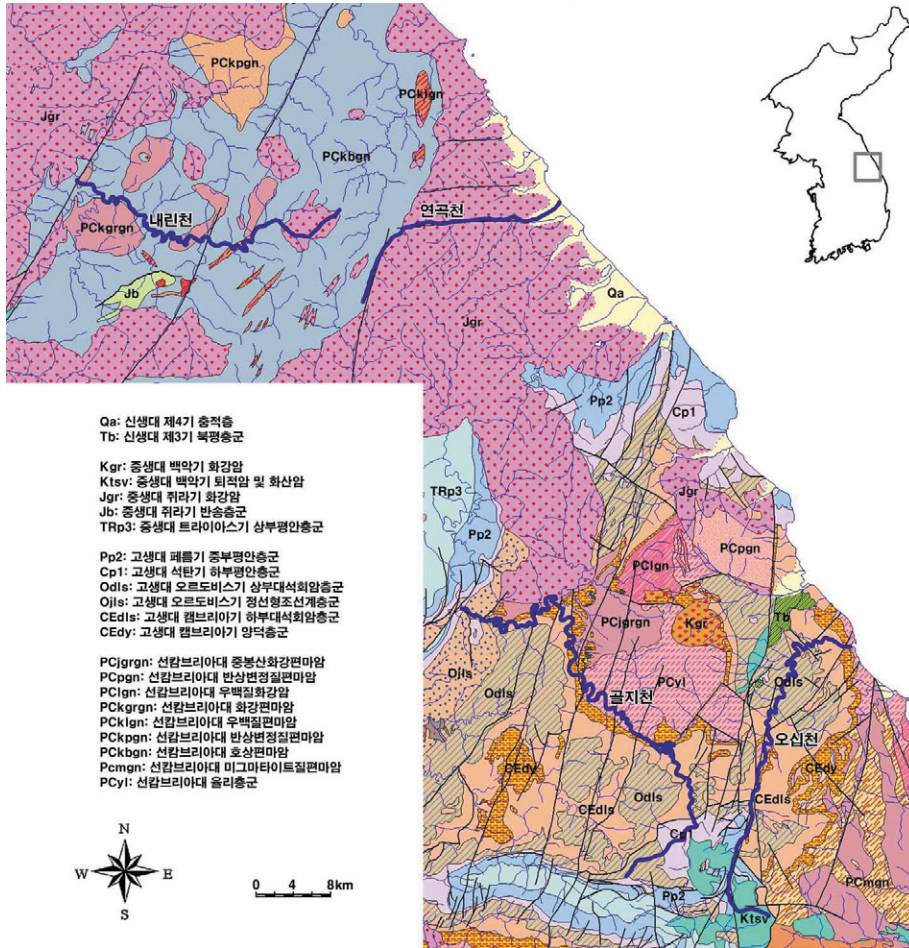 PCkpgn
PCklgn
Jgr
PCkbgn
내린천
연곡천
PCkgrgn
Jb
Qa
Jgr
Pp2
Cp1
Qa: 신생대 제4기 충적층
Tb: 신생대 제3기 북평층군
Kgr: 중생대 백악기 화강암
Ktsv: 중생대 백악기 퇴적암 및 화산암
Jgr: 중생대 쥐라기 화강암
Jb: 중생대 쥐라기 반송층군
TRp3: 중생대 트라이아스기 상부평안층군
Pp2: 고생대 페름기 중부평안층군
Cp1: 고생대 석탄기 하부평안층군
Odls: 고생대 오르도비스기 상부대석회암층군
Ojls: 고생대 오르도비스기 정선형조선계층군
CEdls: 고생대 캠브리아기 하부대석회암층군
CEdy: 고생대 캠브리아기 양덕층군
PCjgrgn: 선캄브리아대 중봉산화강편마암
PCpgn: 선캄브리아대 반상변정질편마암
PClgn: 선캄브리아대 우백질화강암
PCkgrgn: 선캄브리아대 화강편마암
PCklgn: 선캄브리아대 우백질편마암
PCkpgn: 선캄브리아대 반상변정질편마암
PCkbgn: 선캄브리아대 호상편마암
Pcmgn: 선캄브리아대 미그마타이트질편마암
PCyl: 선캄브리아대 율리층군
N
W E
S
0 4 8km
TRp3
Jgr
Pp2
PCpgn
PClgn
Tb
PCjgrgn
Kgr
Ojls
Odls
PCyl
Odls
골지천
오십천
CEdy
CEdy
Odls
CEdls
CEdls
Cp1
PCmgn
Pp2
Ktsv